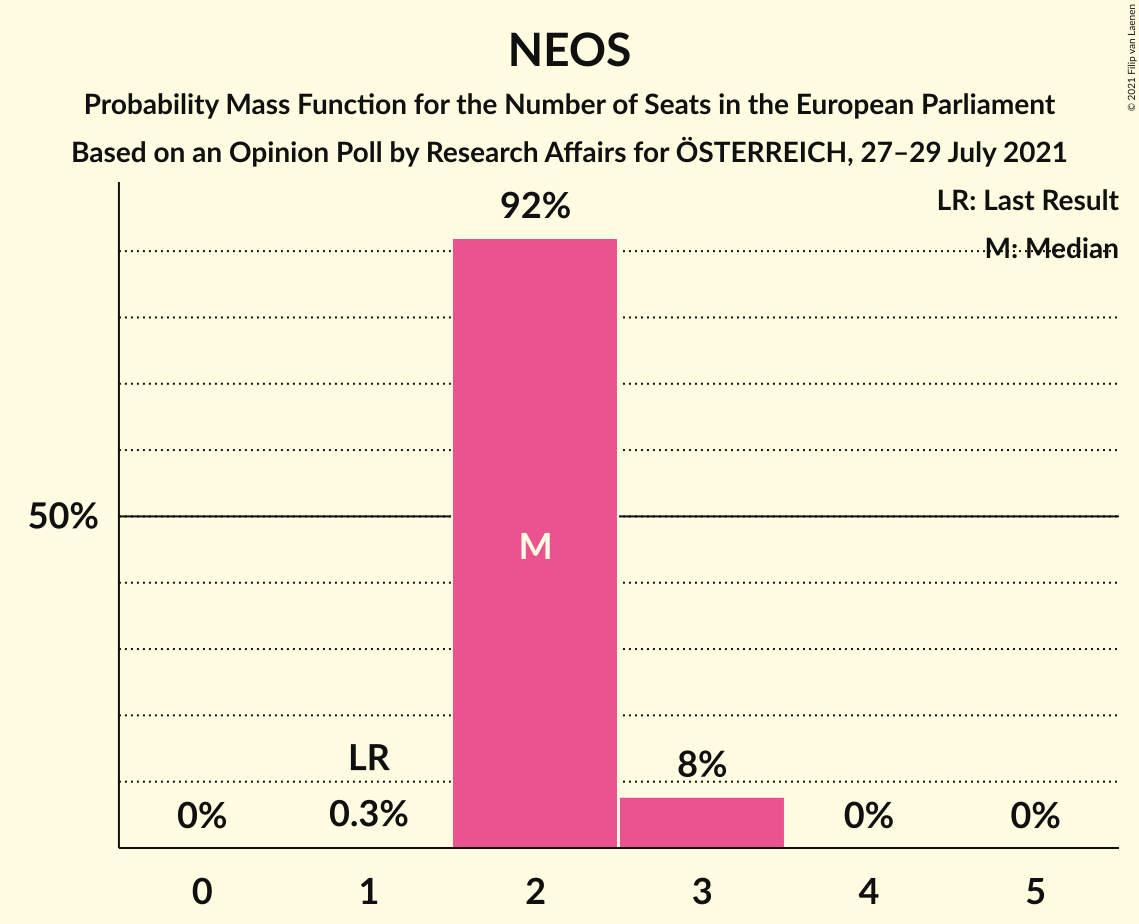 NEOS
Probability Mass Function for the Number of Seats in the European Parliament
Based on an Opinion Poll by Research Affairs for ÖSTERREICH, 27–29 July 2021
© 2021 Filip van Laenen
LR: Last Result
M: Median
92%
50%
M
LR
8%
0%
0.3%
0%
0%
0
1
2
3
4
5